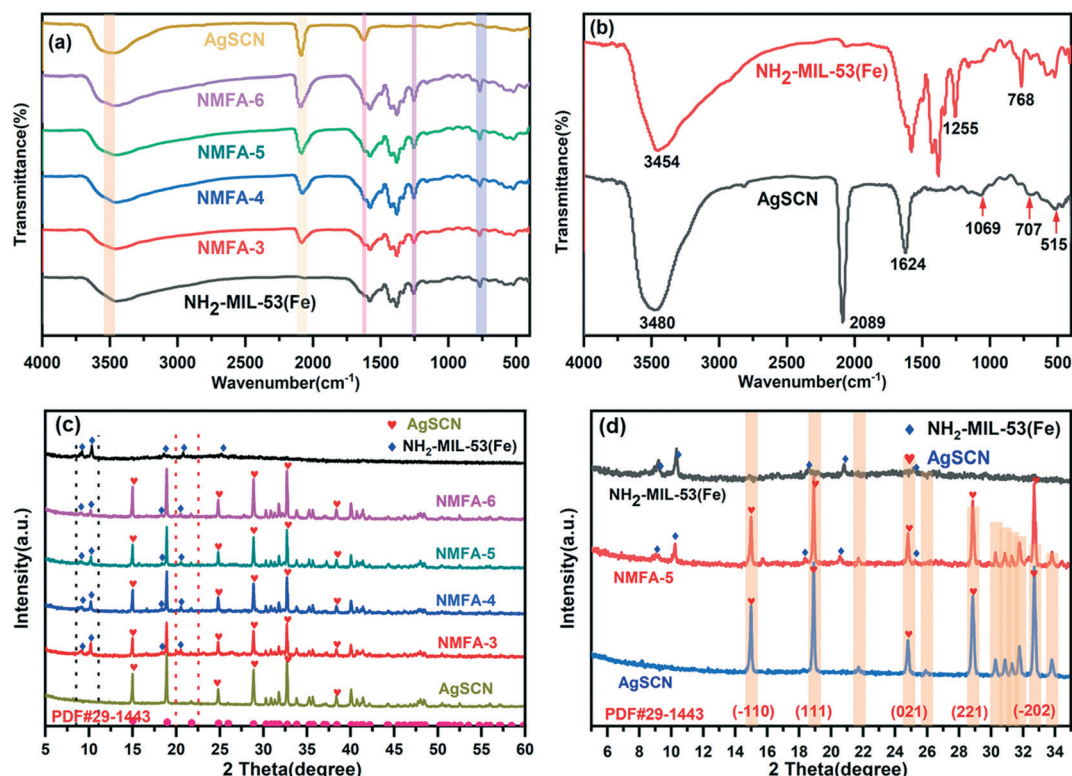 (a)
AgSCN
NMFA-6
NMFA-5
NMFA-4
NMFA-3
NH₂-MIL-53(Fe)
Transmittance(%)
4000 3500 3000 2500 2000 1500 1000 500
Wavenumber(cm⁻¹)
(b)
NH₂-MIL-53(Fe)
768
1255
3454
AgSCN
1069
707
515
1624
3480
2089
Transmittance(%)
4000 3500 3000 2500 2000 1500 1000 500
Wavenumber(cm⁻¹)
(c)
♥ AgSCN
♦ NH₂-MIL-53(Fe)
NMFA-6
NMFA-5
NMFA-4
NMFA-3
AgSCN
PDF#29-1443
Intensity(a.u.)
5 10 15 20 25 30 35 40 45 50 55 60
2 Theta(degree)
(d)
♦ NH₂-MIL-53(Fe)
♥ AgSCN
NH₂-MIL-53(Fe)
NMFA-5
AgSCN
PDF#29-1443
(-110)
(111)
(021)
(221)
(-202)
Intensity(a.u.)
6 8 10 12 14 16 18 20 22 24 26 28 30 32 34
2 Theta(degree)